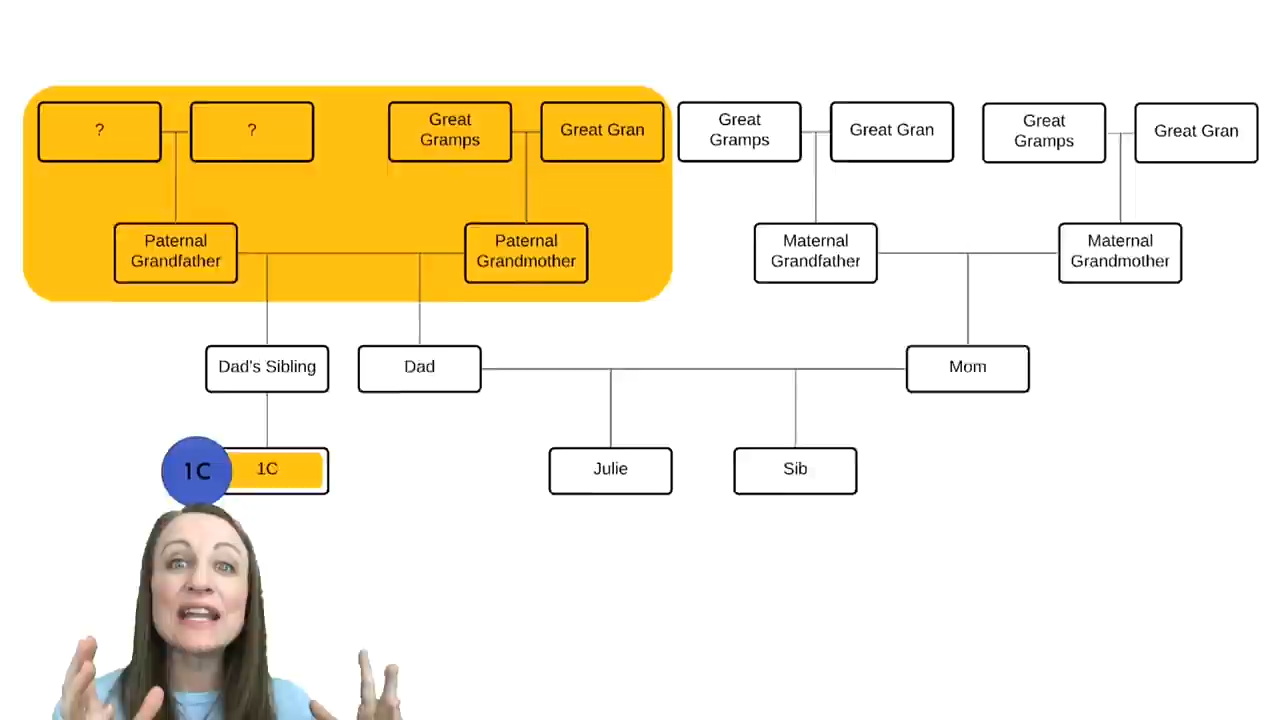 ?
?
Great
Gramps
Great Gran
Great
Gramps
Great Gran
Great
Gramps
Great Gran
Paternal
Grandfather
Paternal
Grandmother
Maternal
Grandfather
Maternal
Grandmother
Dad's Sibling
Dad
Mom
1C
1C
Julie
Sib